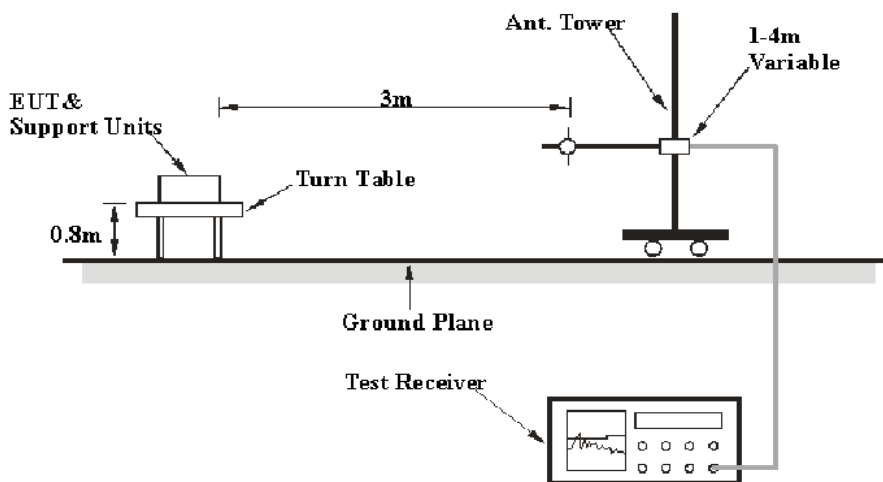 Ant. Tower
1-4m
Variable
3m
EUT &
Support Units
Turn Table
0.8m
Ground Plane
Test Receiver